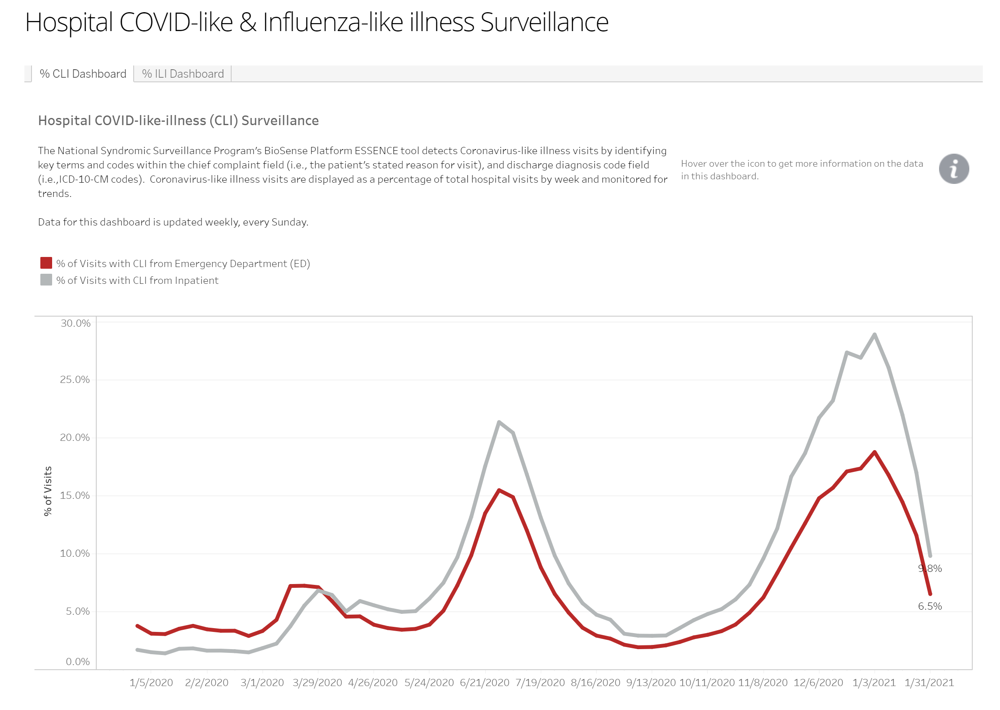 Hospital COVID-like & Influenza-like illness Surveillance
% CLI Dashboard
% ILI Dashboard
Hospital COVID-like-illness (CLI) Surveillance
The National Syndromic Surveillance Program’s BioSense Platform ESSENCE tool detects Coronavirus-like illness visits by identifying
key terms and codes within the chief complaint field (i.e., the patient’s stated reason for visit), and discharge diagnosis code field
(i.e.,ICD-10-CM codes).  Coronavirus-like illness visits are displayed as a percentage of total hospital visits by week and monitored for
trends.
Data for this dashboard is updated weekly, every Sunday.
Hover over the icon to get more information on the data
in this dashboard.
i
% of Visits with CLI from Emergency Department (ED)
% of Visits with CLI from Inpatient
% of Visits
30.0%
25.0%
20.0%
15.0%
10.0%
5.0%
0.0%
9.8%
6.5%
1/5/2020 2/2/2020 3/1/2020 3/29/2020 4/26/2020 5/24/2020 6/21/2020 7/19/2020 8/16/2020 9/13/2020 10/11/2020 11/8/2020 12/6/2020 1/3/2021 1/31/2021